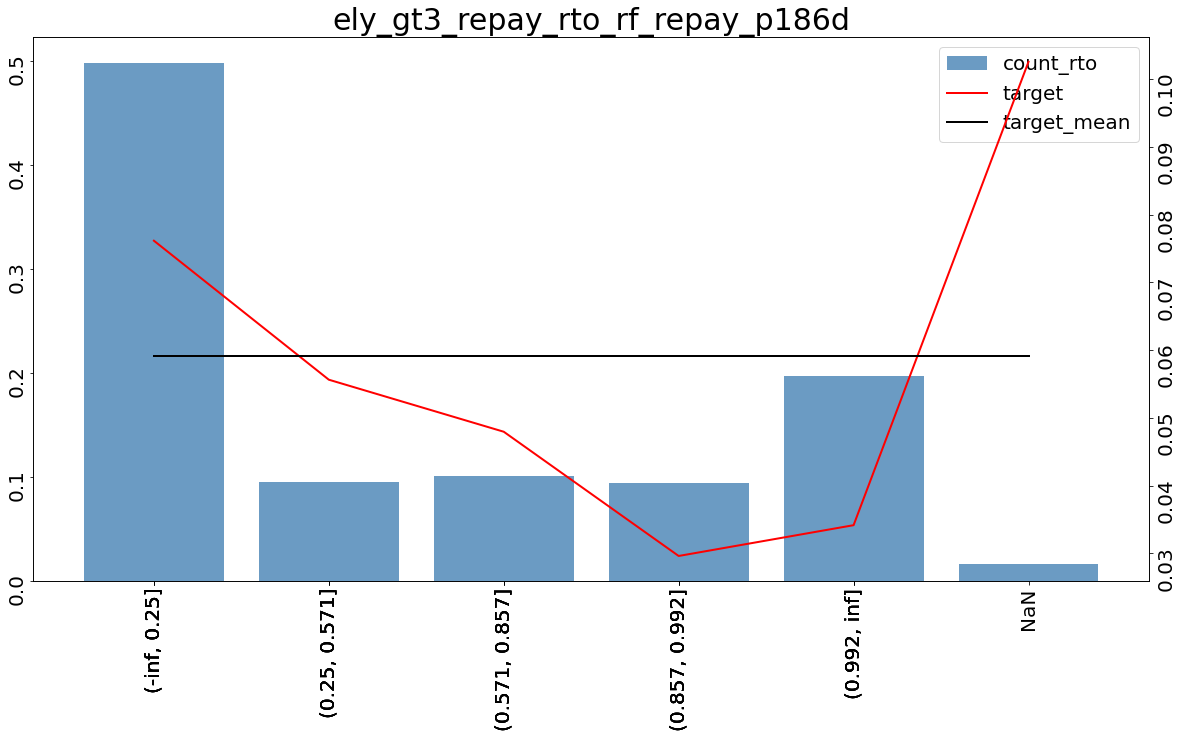 ely_gt3_repay_rto_rf_repay_p186d
count_rto
target
target_mean
0.5
0.4
0.3
0.2
0.1
0.0
0.10
0.09
0.08
0.07
0.06
0.05
0.04
0.03
(-inf, 0.25]
(0.25, 0.571]
(0.571, 0.857]
(0.857, 0.992]
(0.992, inf]
NaN